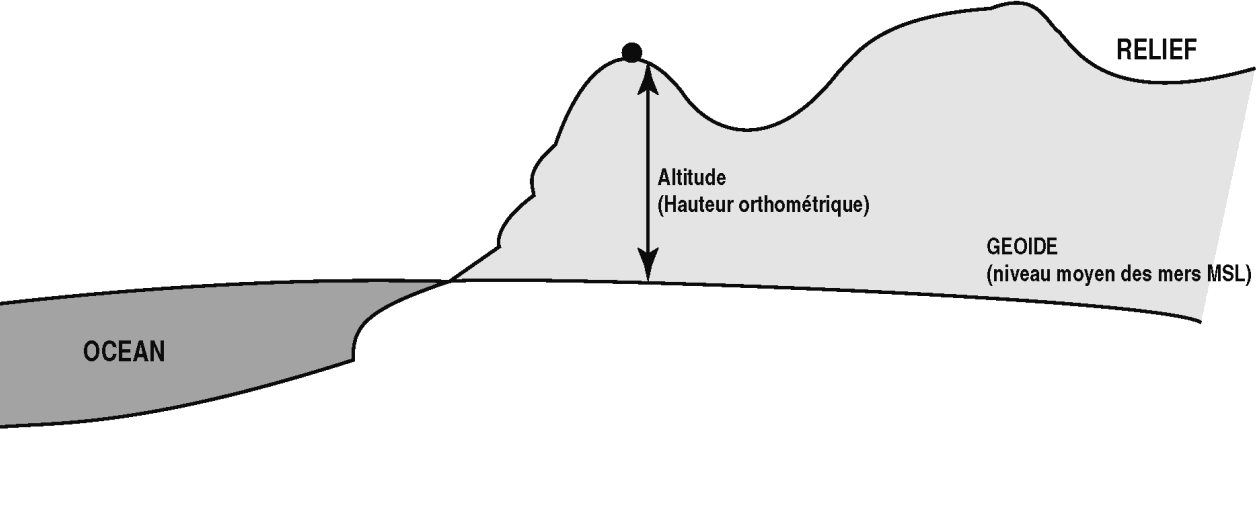 RELIEF
Altitude
(Hauteur orthométrique)
GEOIDE
(niveau moyen des mers MSL)
OCEAN